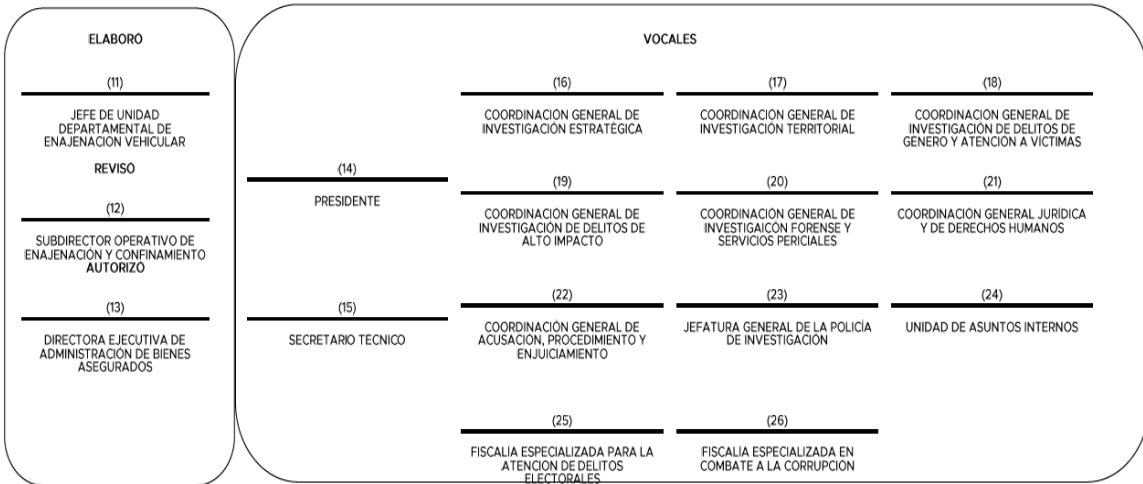 ELABORÓ
(11)
JEFE DE UNIDAD
DEPARTAMENTAL DE
ENAJENACION VEHICULAR
REVISÓ
(12)
SUBDIRECTOR OPERATIVO DE
ENAJENACIÓN Y CONFINAMIENTO
AUTORIZÓ
(13)
DIRECTORA EJECUTIVA DE
ADMINISTRACIÓN DE BIENES
ASEGURADOS
VOCALES
(14)
PRESIDENTE
(15)
SECRETARIO TÉCNICO
(16)
COORDINACIÓN GENERAL DE
INVESTIGACIÓN ESTRATÉGICA
(17)
COORDINACIÓN GENERAL DE
INVESTIGACIÓN TERRITORIAL
(18)
COORDINACIÓN GENERAL DE
INVESTIGACIÓN DE DELITOS DE
GÉNERO Y ATENCIÓN A VÍCTIMAS
(19)
COORDINACIÓN GENERAL DE
INVESTIGACIÓN DE DELITOS DE
ALTO IMPACTO
(20)
COORDINACIÓN GENERAL DE
INVESTIGAICÓN FORENSE Y
SERVICIOS PERICIALES
(21)
COORDINACIÓN GENERAL JURÍDICA
Y DE DERECHOS HUMANOS
(22)
COORDINACIÓN GENERAL DE
ACUSACIÓN, PROCEDIMIENTO Y
ENJUICIAMIENTO
(23)
JEFATURA GENERAL DE LA POLICÍA
DE INVESTIGACIÓN
(24)
UNIDAD DE ASUNTOS INTERNOS
(25)
FISCALÍA ESPECIALIZADA PARA LA
ATENCION DE DELITOS
ELECTORALES
(26)
FISCALÍA ESPECIALIZADA EN
COMBATE A LA CORRUPCION